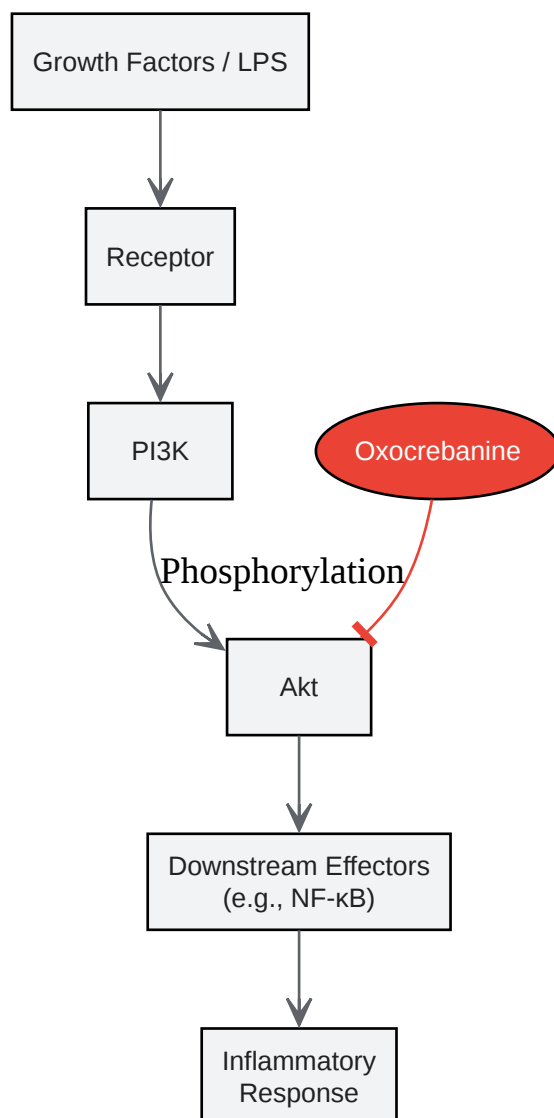 Growth Factors / LPS
Receptor
PI3K
Oxocrebanine
Phosphorylation
Akt
Downstream Effectors
(e.g., NF-κB)
Inflammatory
Response